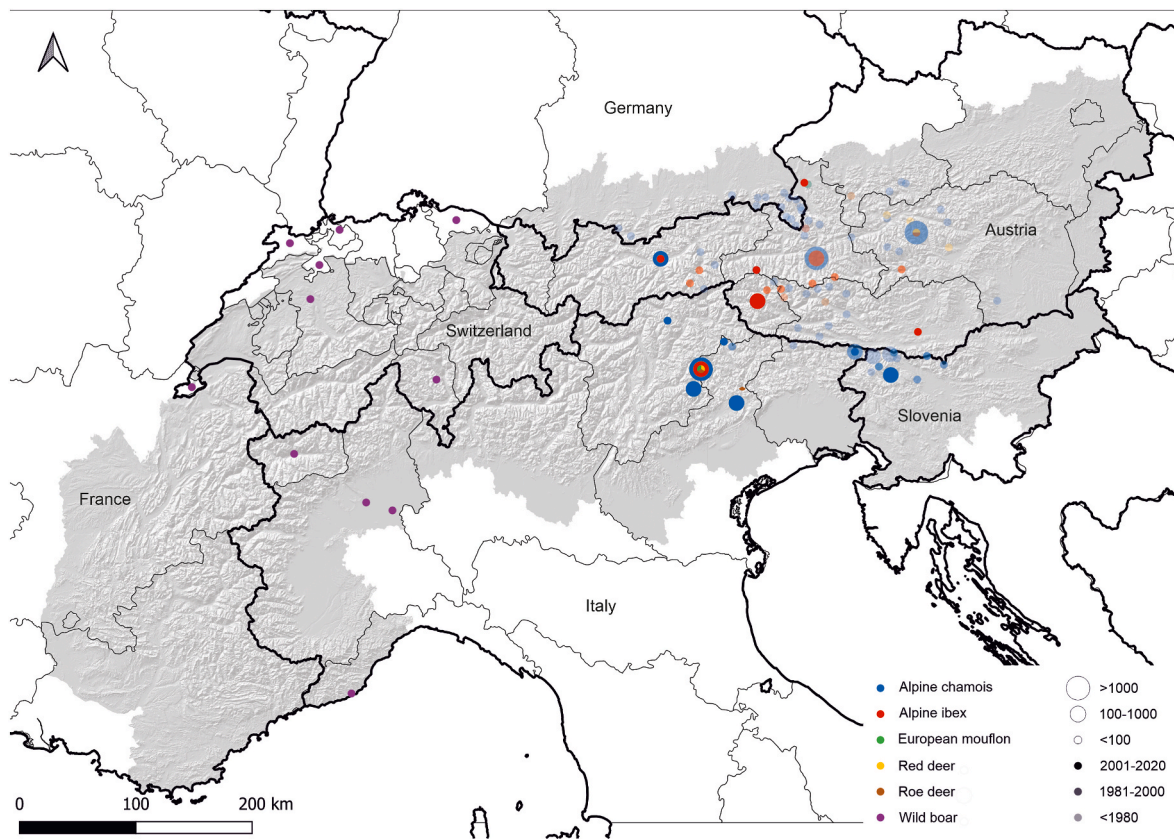 Germany
Austria
Switzerland
Slovenia
France
Italy
Alpine chamois
Alpine ibex
European mouflon
Red deer
Roe deer
Wild boar
>1000
100-1000
<100
2001-2020
1981-2000
<1980
0 100 200 km